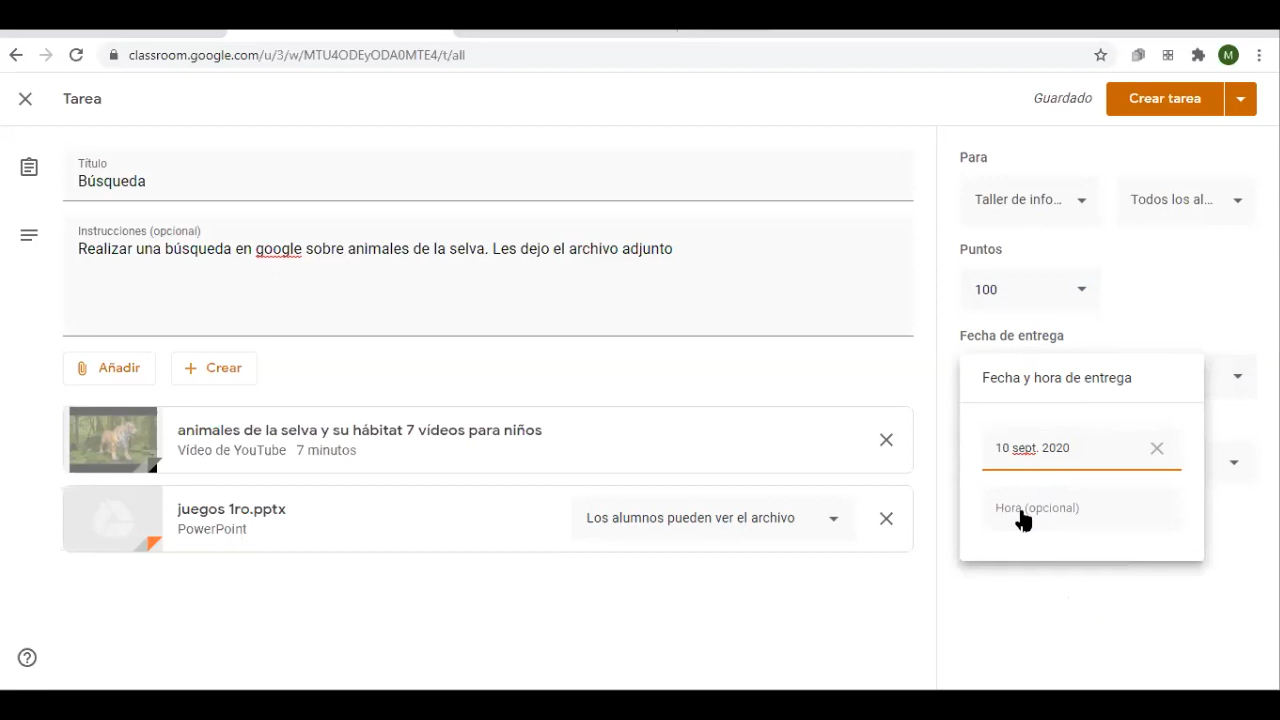 classroom.google.com/u/3/w/MTU4ODEyODA0MTE4/t/all
M
Tarea
Guardado
Crear tarea
Título
Búsqueda
Instrucciones (opcional)
Realizar una búsqueda en google sobre animales de la selva. Les dejo el archivo adjunto
Añadir
Crear
animales de la selva y su hábitat 7 vídeos para niños
Vídeo de YouTube 7 minutos
juegos 1ro.pptx
PowerPoint
Los alumnos pueden ver el archivo
Para
Taller de info...
Todos los al...
Puntos
100
Fecha de entrega
Fecha y hora de entrega
10 sept. 2020
Hora (opcional)